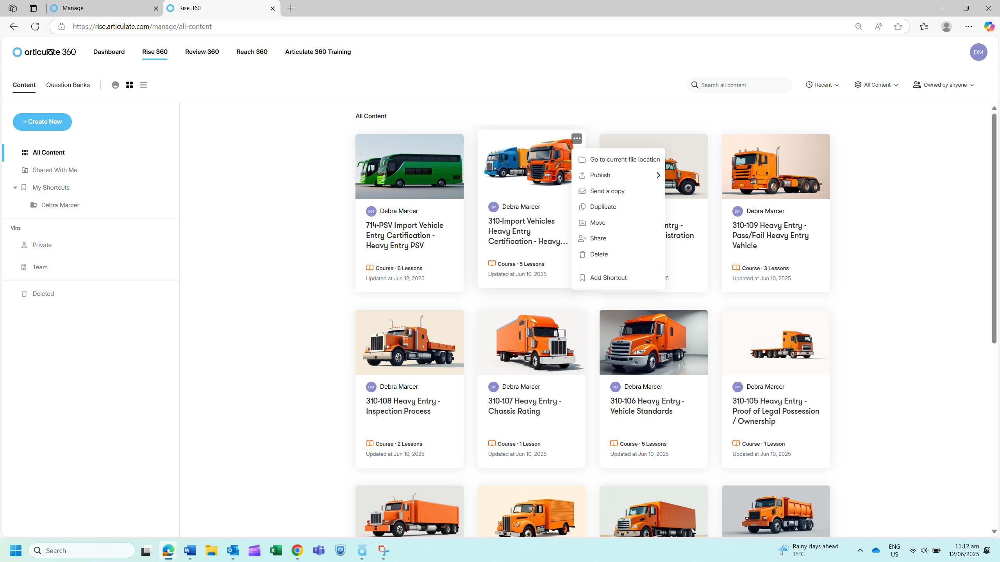 Manage
Rise 360
https://rise.articulate.com/manage/all-content
articulate 360
Dashboard
Rise 360
Review 360
Reach 360
Articulate 360 Training
DM
Content
Question Banks
Search all content
Recent
All Content
Owned by anyone
+ Create New
All Content
Shared With Me
My Shortcuts
Debra Marcer
Vinz
Private
Team
Deleted
All Content
DM Debra Marcer
714-PSV Import Vehicle
Entry Certification -
Heavy Entry PSV
Course · 6 Lessons
Updated at Jun 12, 2025
DM Debra Marcer
310-Import Vehicles
Heavy Entry
Certification - Heavy...
Course · 5 Lessons
Updated at Jun 10, 2025
Go to current file location
Publish
Send a copy
Duplicate
Move
Share
Delete
Add Shortcut
ntry -
istration
5
DM Debra Marcer
310-109 Heavy Entry -
Pass/Fail Heavy Entry
Vehicle
Course · 3 Lessons
Updated at Jun 10, 2025
DM Debra Marcer
310-108 Heavy Entry -
Inspection Process
Course · 2 Lessons
Updated at Jun 10, 2025
DM Debra Marcer
310-107 Heavy Entry -
Chassis Rating
Course · 1 Lesson
Updated at Jun 10, 2025
DM Debra Marcer
310-106 Heavy Entry -
Vehicle Standards
Course · 5 Lessons
Updated at Jun 10, 2025
DM Debra Marcer
310-105 Heavy Entry -
Proof of Legal Possession
/ Ownership
Course · 1 Lesson
Updated at Jun 10, 2025
Search
Rainy days ahead
15°C
ENG
US
11:12 am
12/06/2025